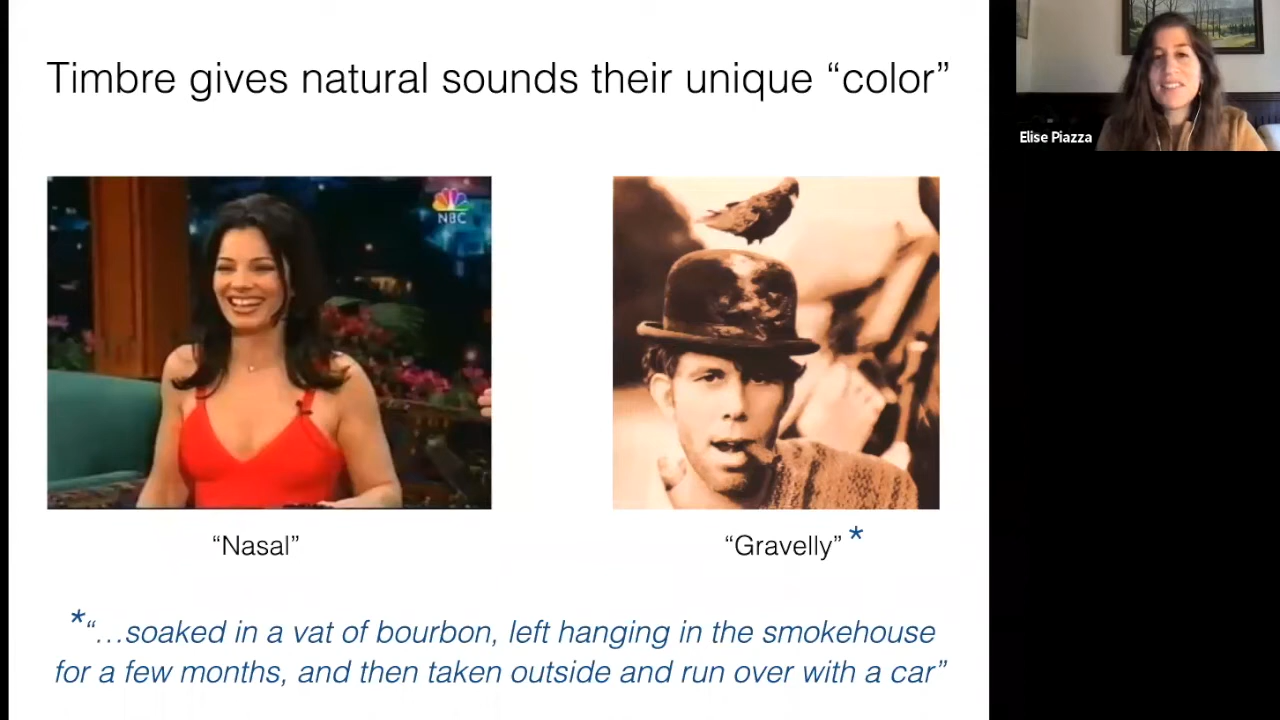 Timbre gives natural sounds their unique “color”
NBC
Elise Piazza
“Nasal”
“Gravelly” *
*“…soaked in a vat of bourbon, left hanging in the smokehouse
for a few months, and then taken outside and run over with a car”